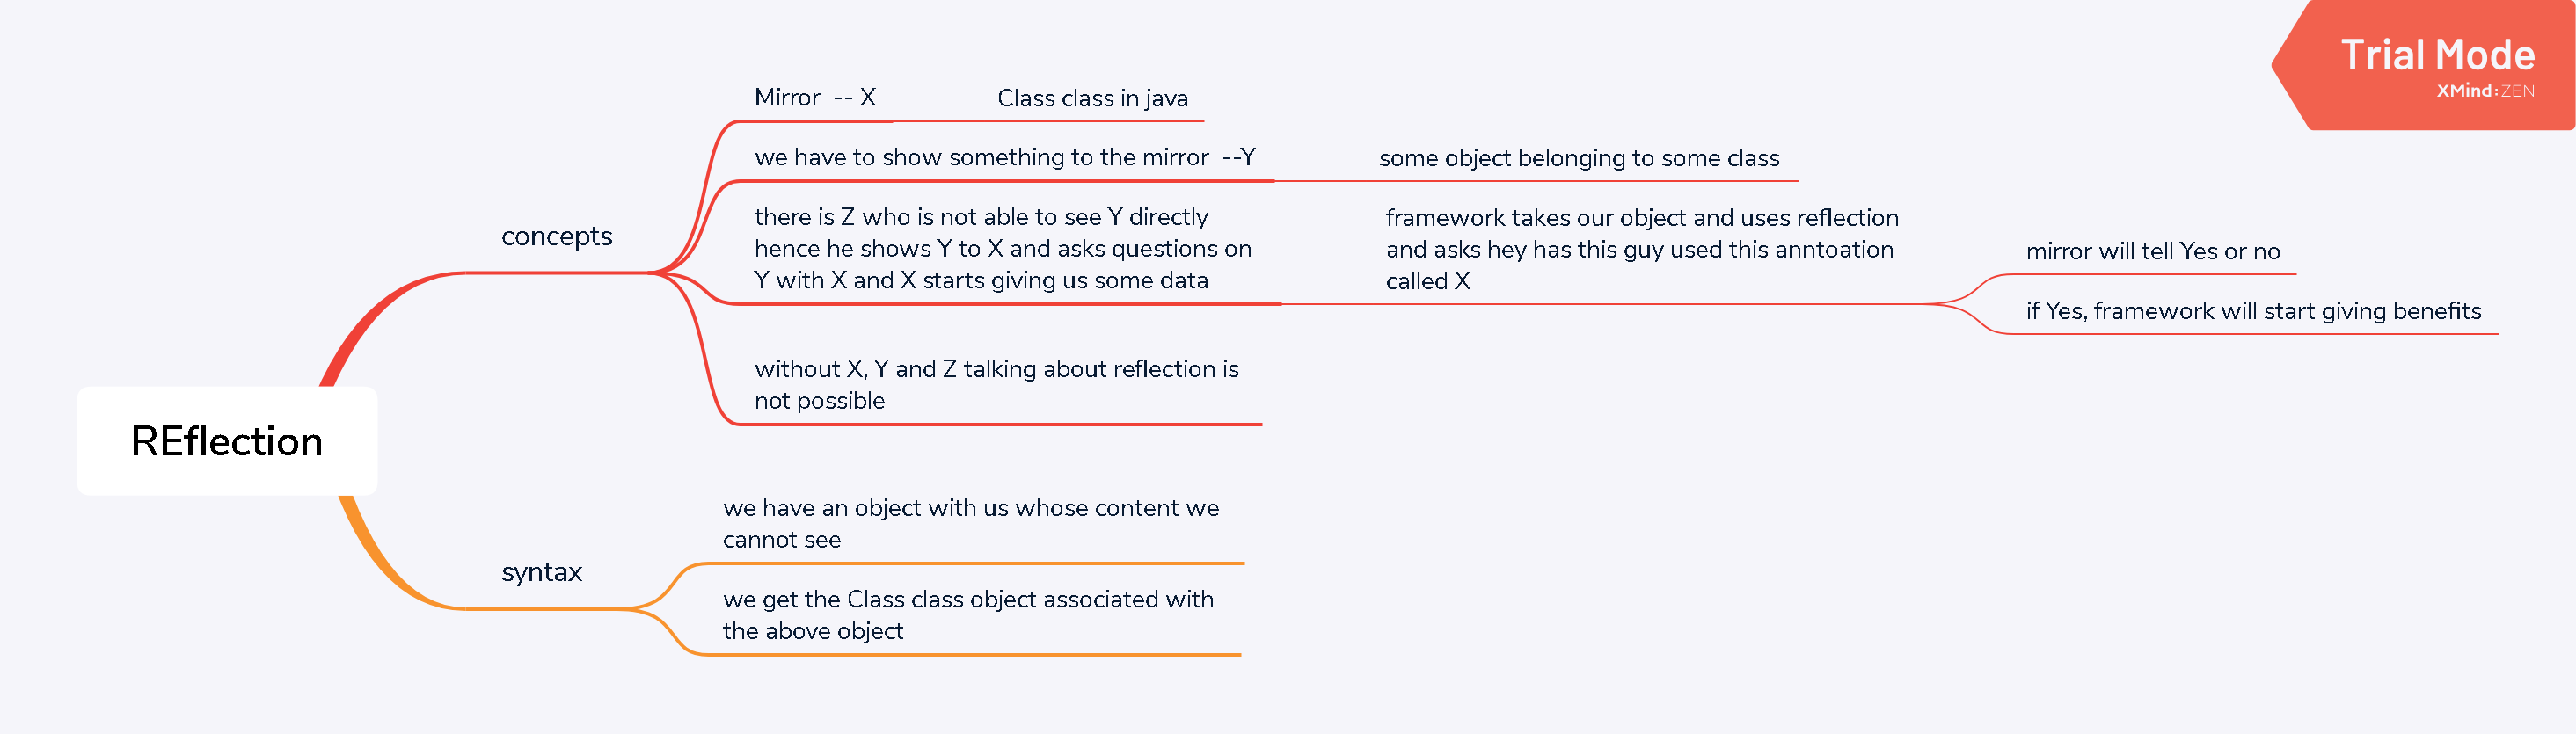 Trial Mode
XMind:ZEN
Mirror -- X
Class class in java
we have to show something to the mirror --Y
some object belonging to some class
there is Z who is not able to see Y directly
hence he shows Y to X and asks questions on
Y with X and X starts giving us some data
framework takes our object and uses reflection
and asks hey has this guy used this anntoation
called X
mirror will tell Yes or no
if Yes, framework will start giving benefits
concepts
without X, Y and Z talking about reflection is
not possible
REflection
we have an object with us whose content we
cannot see
syntax
we get the Class class object associated with
the above object